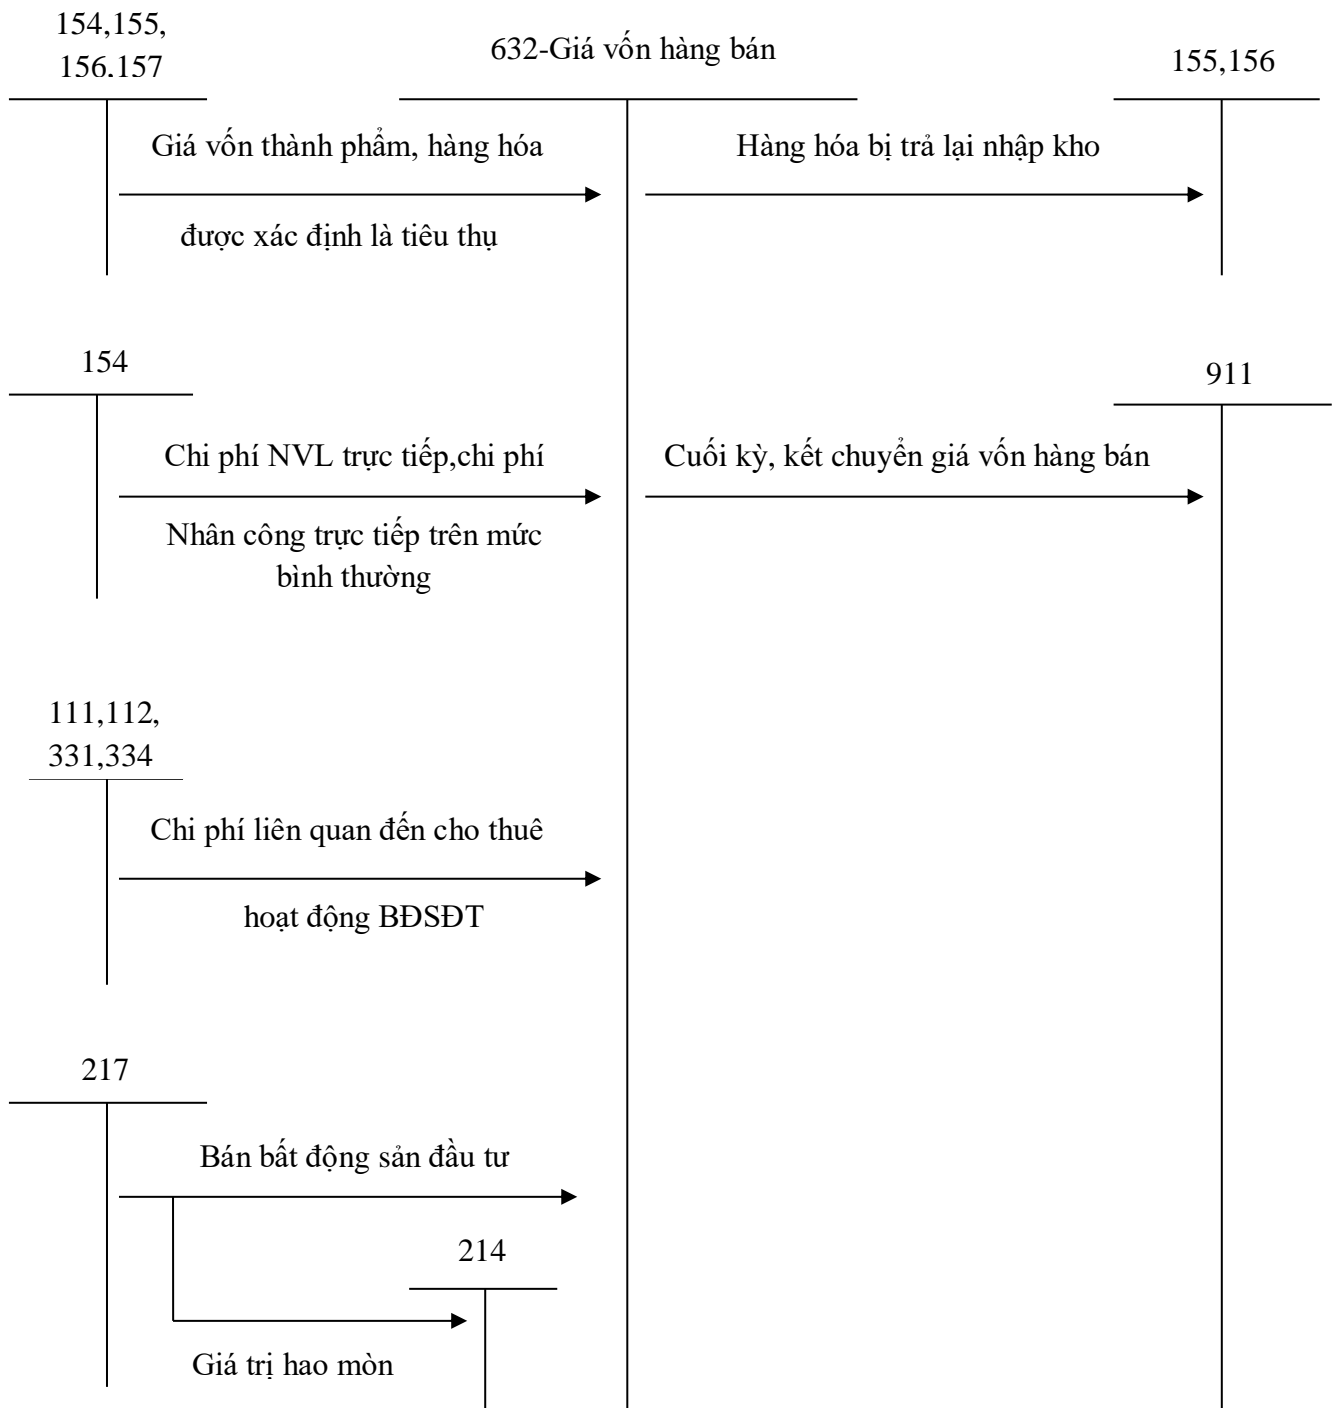 154,155,
156,157
632-Giá vốn hàng bán
155,156
Giá vốn thành phẩm, hàng hóa
Hàng hóa bị trả lại nhập kho
được xác định là tiêu thụ
154
911
Chi phí NVL trực tiếp,chi phí
Cuối kỳ, kết chuyển giá vốn hàng bán
Nhân công trực tiếp trên mức
bình thường
111,112,
331,334
Chi phí liên quan đến cho thuê
hoạt động BĐSĐT
217
Bán bất động sản đầu tư
214
Giá trị hao mòn